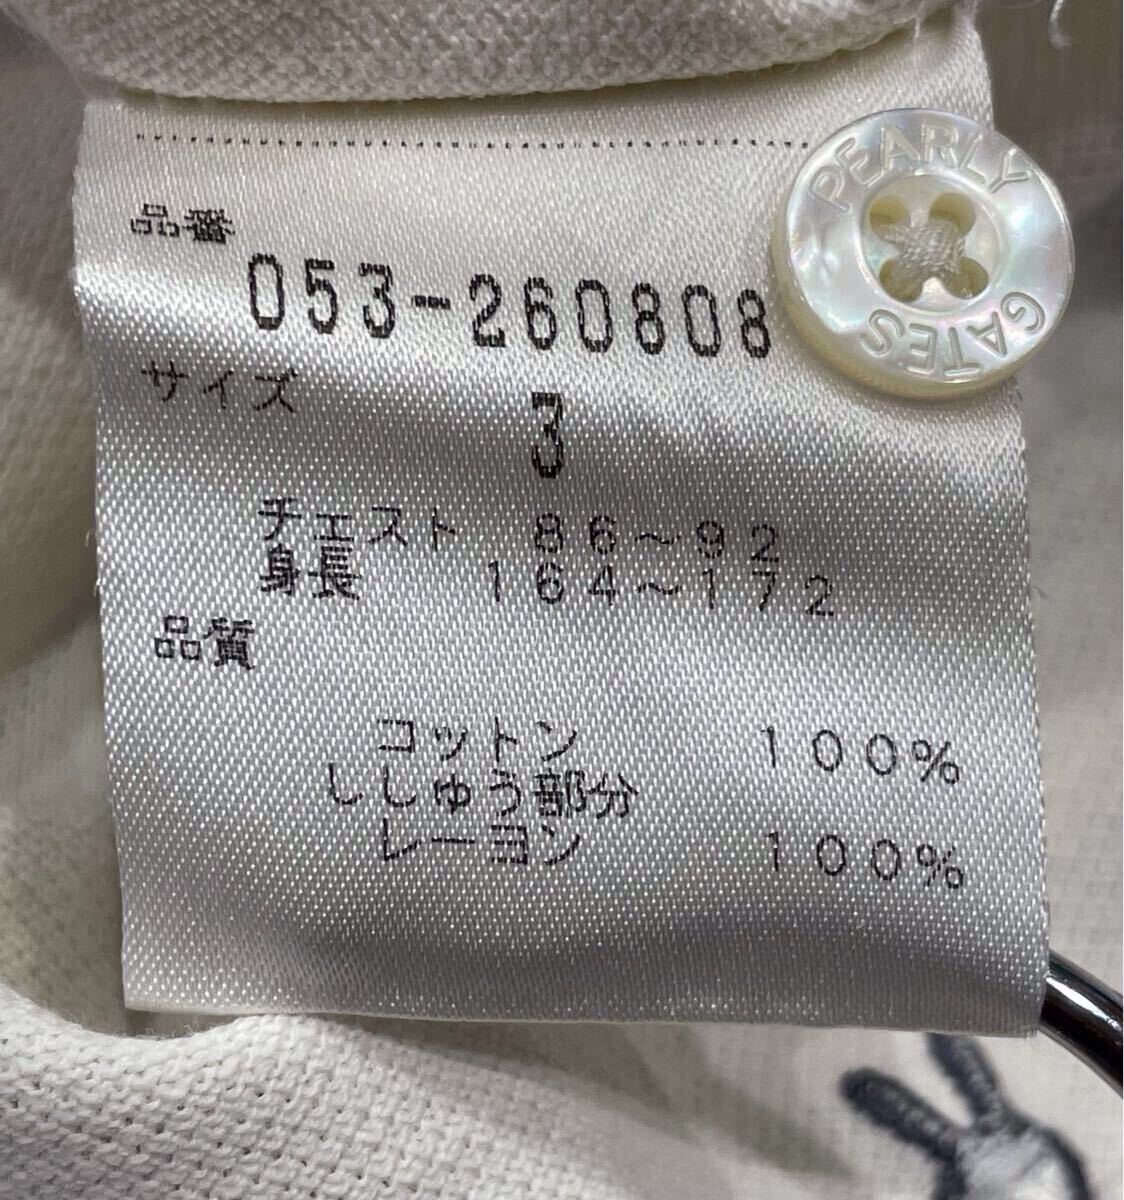 PEARLY
GATES
品番
053-260808
サイズ
3
チェスト 86～92
身長 164～172
品質
コットン 100%
ししゅう部分
レーヨン 100%